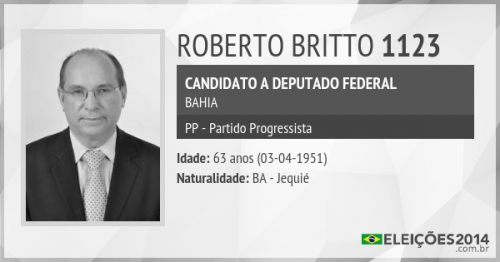 ROBERTO BRITTO 1123
CANDIDATO A DEPUTADO FEDERAL
BAHIA
PP - Partido Progressista
Idade: 63 anos (03-04-1951)
Naturalidade: BA - Jequié
ELEIÇÕES2014
.com.br